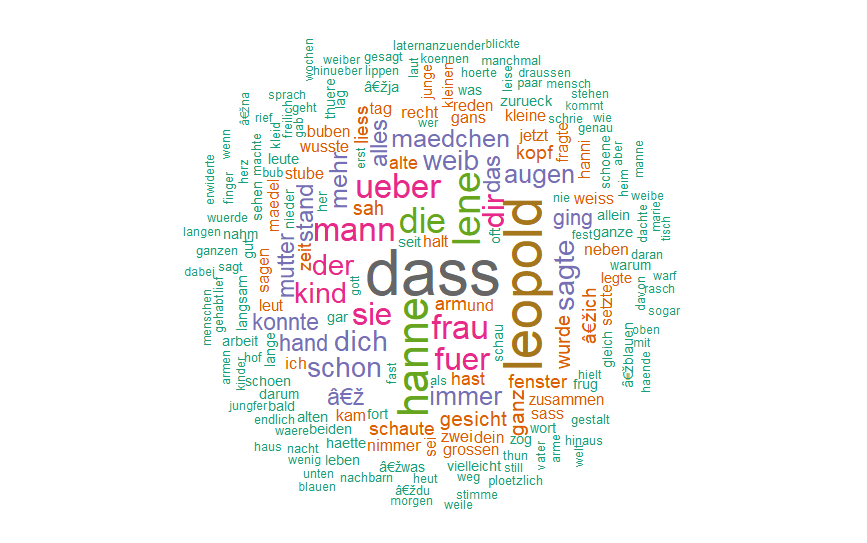 laternanzuender blickte
weiber gesagt koennen
wochen hinueber lippen laut manchmal
sprach â€žja junge kleinen hoerte leise draussen
â€žna geht thuere was paar mensch
rief freilich gab lag tag recht reden zurueck stehen
wenn kleid buben liess alles gans kleine kommt wie
herz machte wusste wer maedchen jetzt fragte schrie genau
erwiderte leute erst alte weib kopf hanni schoene aber
finger bub stube mehr ueber lene dir das augen heim manne
sehen maedel her sah nie weiss weibe
wuerde nieder stand mann die oft ging allein dachte marie tisch
langen nahm gut zeit seit halt fest ganze
ganzen mutter der dass leopold sagte neben daran
dabei sagt sagen gott warum warf
menschen gehabt lief langsam kind sie hanne arm und legte davon rasch
leut gar frau schau wurde â€žich setzte sogar
konnte dich gleich oben
arbeit hand fuer mit
armen hof lange ich schon fast als hast â€žblauen haende
kinder schoen immer fenster frug hielt
darum â€ž ganz zusammen
jungfer bald kam fort gesicht sass gestalt
endlich alten schaute zwei dein wort
waere beiden nimmer sei zog hinaus
haus nacht haette grossen thun vater arme
wenig leben â€žwas vielleicht still welt
unten nachbarn heut weg ploetzlich
blauen â€ždu stimme
morgen weile